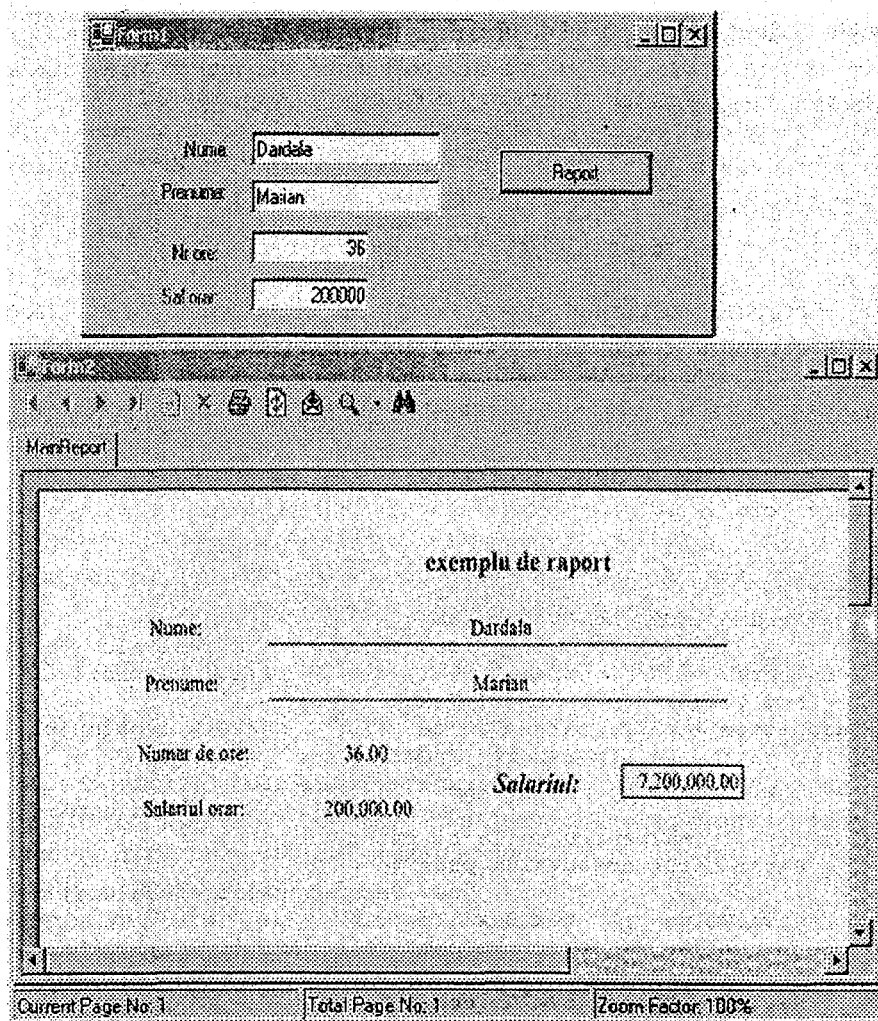 Form1
Nume: Dardala
Raport
Prenume: Marian
Nr ore: 36
Sal orar: 200000
Form2
MainReport
exemplu de raport
Nume: Dardala
Prenume: Marian
Numar de ore: 36.00
Salariul: 7,200,000.00
Salariul orar: 200,000.00
Current Page No: 1 Total Page No: 1 Zoom Factor: 100%